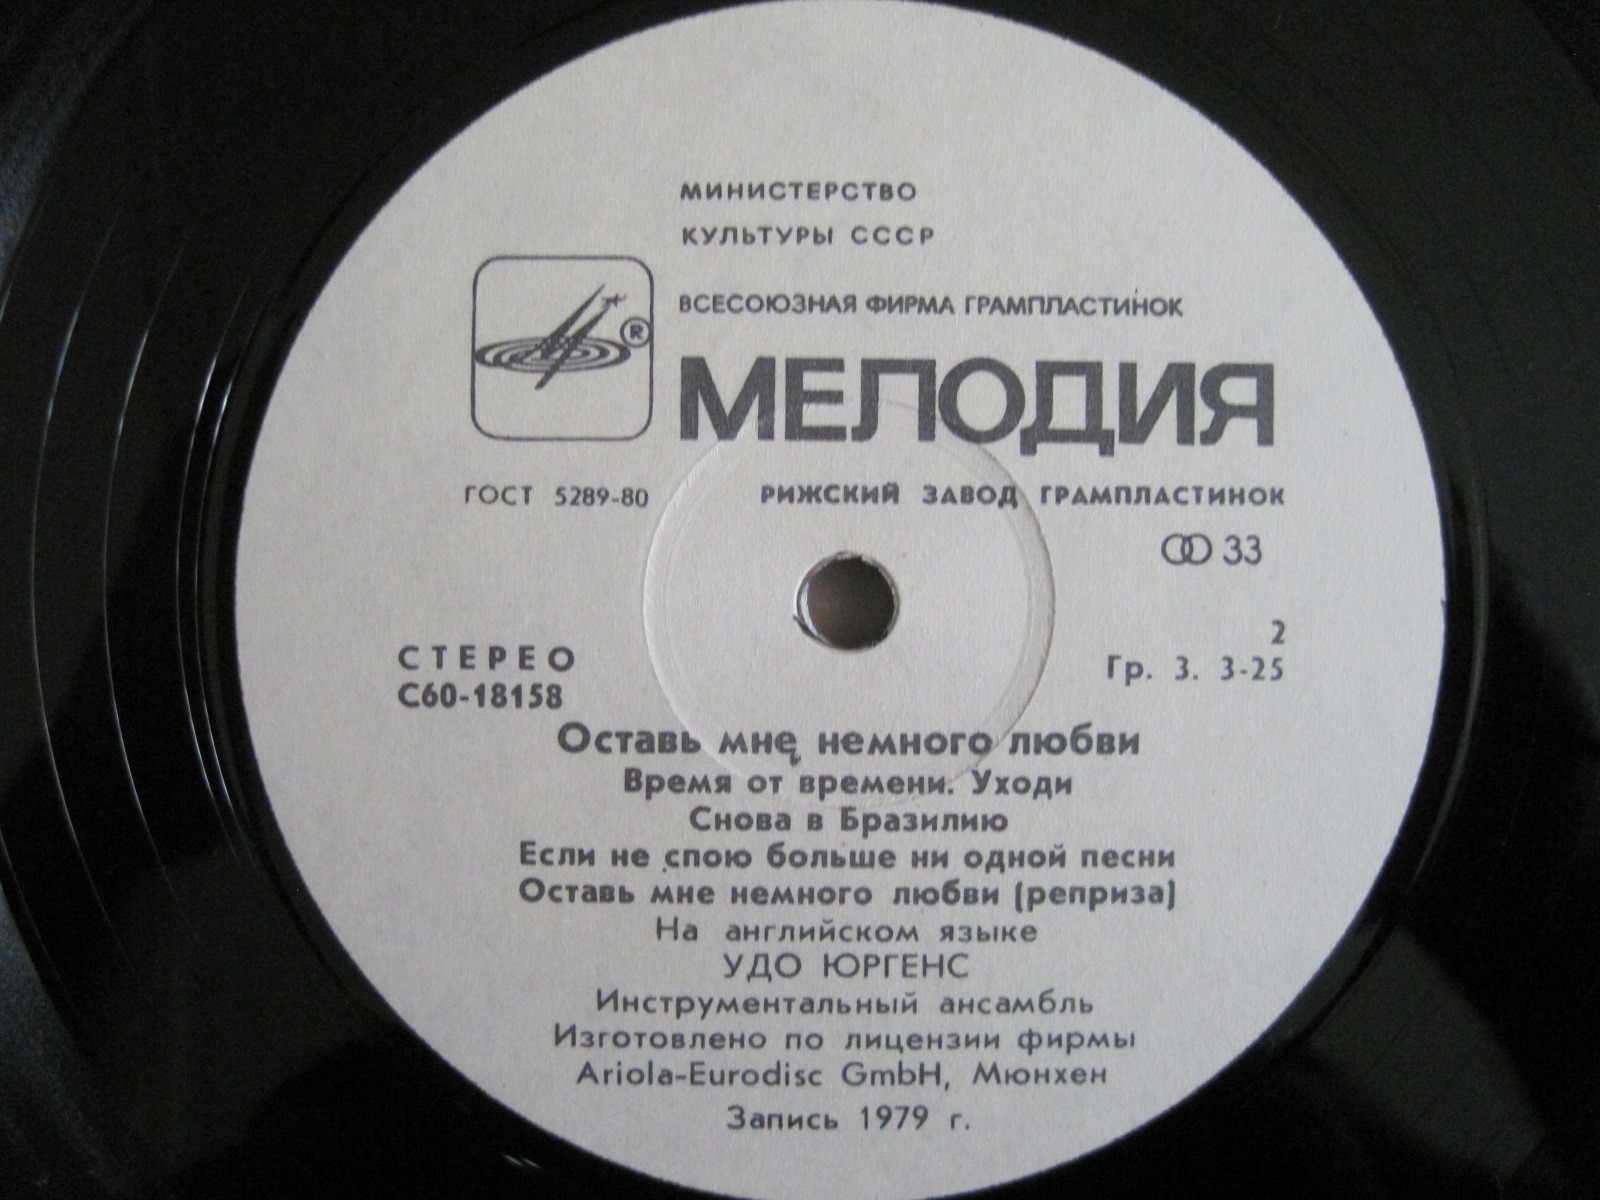 МИНИСТЕРСТВО
КУЛЬТУРЫ СССР
ВСЕСОЮЗНАЯ ФИРМА ГРАМПЛАСТИНОК
®
МЕЛОДИЯ
ГОСТ 5289-80
РИЖСКИЙ ЗАВОД ГРАМПЛАСТИНОК
33
СТЕРЕО
С60-18158
2
Гр. 3. 3-25
Оставь мне немного любви
Время от времени. Уходи
Снова в Бразилию
Если не спою больше ни одной песни
Оставь мне немного любви (реприза)
На английском языке
УДО ЮРГЕНС
Инструментальный ансамбль
Изготовлено по лицензии фирмы
Ariola-Eurodisc GmbH, Мюнхен
Запись 1979 г.